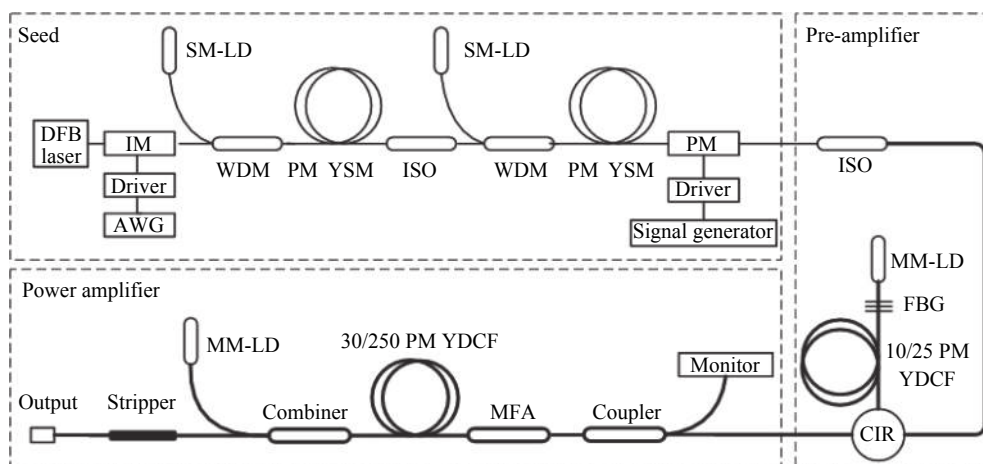 Seed
SM-LD
SM-LD
DFB
laser
IM
WDM
PM YSM
ISO
WDM
PM YSM
PM
Driver
AWG
Driver
Signal generator
Pre-amplifier
ISO
MM-LD
FBG
10/25 PM
YDCF
CIR
Power amplifier
MM-LD
30/250 PM YDCF
Monitor
Output
Stripper
Combiner
MFA
Coupler